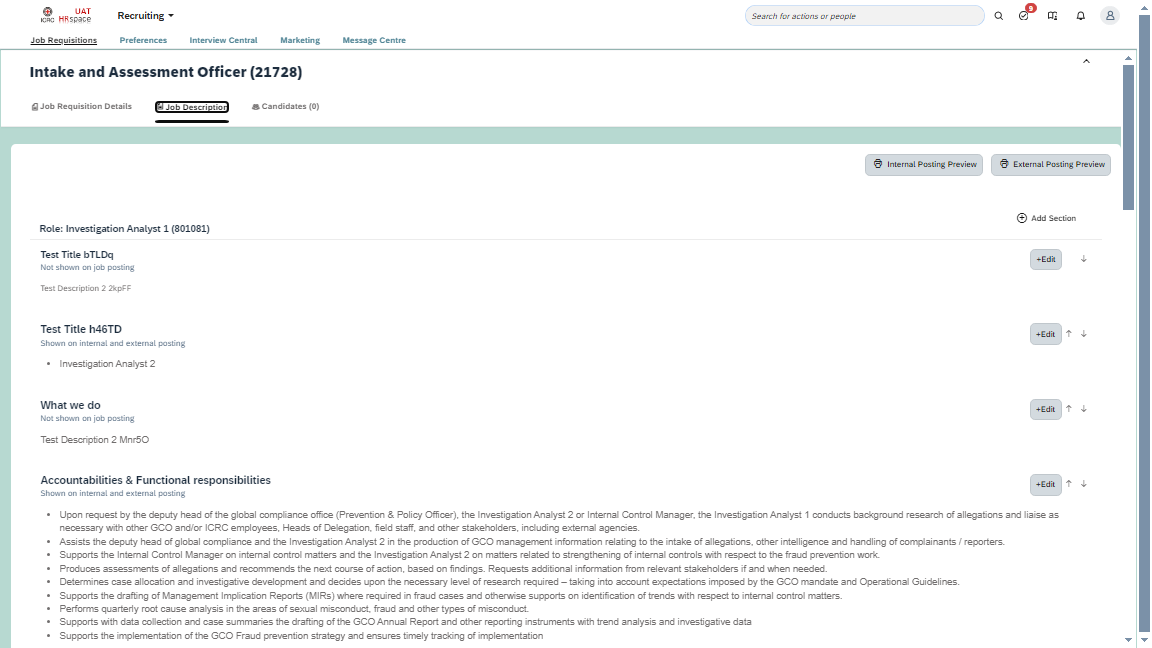 UAT
ICRC HRspace
Recruiting
Search for actions or people
9
Job Requisitions
Preferences
Interview Central
Marketing
Message Centre
Intake and Assessment Officer (21728)
Job Requisition Details
Job Description
Candidates (0)
Internal Posting Preview
External Posting Preview
Add Section
Role: Investigation Analyst 1 (801081)
Test Title bTLDq
Not shown on job posting
+Edit
Test Description 2 2kpFF
Test Title h46TD
Shown on internal and external posting
+Edit
• Investigation Analyst 2
What we do
Not shown on job posting
+Edit
Test Description 2 Mnr5O
Accountabilities & Functional responsibilities
Shown on internal and external posting
+Edit
• Upon request by the deputy head of the global compliance office (Prevention & Policy Officer), the Investigation Analyst 2 or Internal Control Manager, the Investigation Analyst 1 conducts background research of allegations and liaise as
necessary with other GCO and/or ICRC employees, Heads of Delegation, field staff, and other stakeholders, including external agencies.
• Assists the deputy head of global compliance and the Investigation Analyst 2 in the production of GCO management information relating to the intake of allegations, other intelligence and handling of complainants / reporters.
• Supports the Internal Control Manager on internal control matters and the Investigation Analyst 2 on matters related to strengthening of internal controls with respect to the fraud prevention work.
• Produces assessments of allegations and recommends the next course of action, based on findings. Requests additional information from relevant stakeholders if and when needed.
• Determines case allocation and investigative development and decides upon the necessary level of research required – taking into account expectations imposed by the GCO mandate and Operational Guidelines.
• Supports the drafting of Management Implication Reports (MIRs) where required in fraud cases and otherwise supports on identification of trends with respect to internal control matters.
• Performs quarterly root cause analysis in the areas of sexual misconduct, fraud and other types of misconduct.
• Supports with data collection and case summaries the drafting of the GCO Annual Report and other reporting instruments with trend analysis and investigative data
• Supports the implementation of the GCO Fraud prevention strategy and ensures timely tracking of implementation